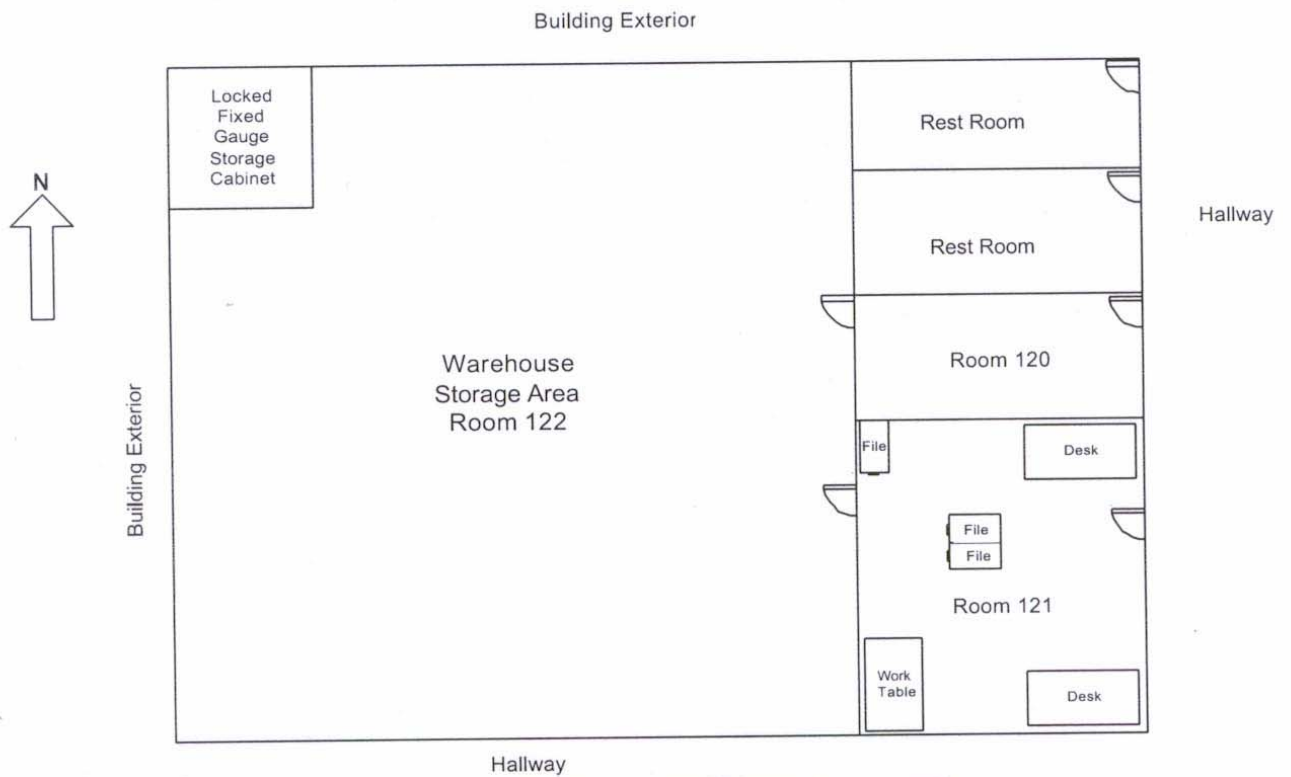 Building Exterior
Locked
Fixed
Gauge
Storage
Cabinet
Rest Room
N
Hallway
Rest Room
Warehouse
Storage Area
Room 122
Room 120
Building Exterior
File
Desk
File
File
Room 121
Work
Table
Desk
Hallway